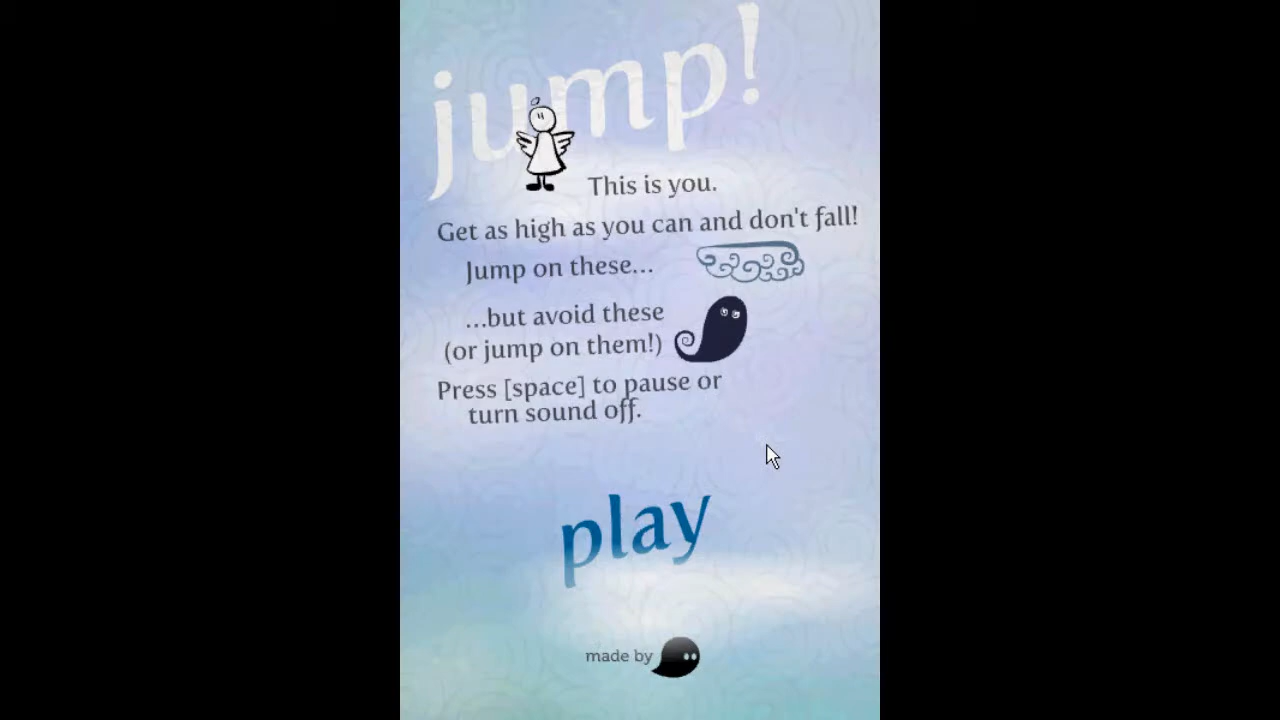 jump!
This is you.
Get as high as you can and don't fall!
Jump on these...
...but avoid these
(or jump on them!)
Press [space] to pause or
turn sound off.
play
made by